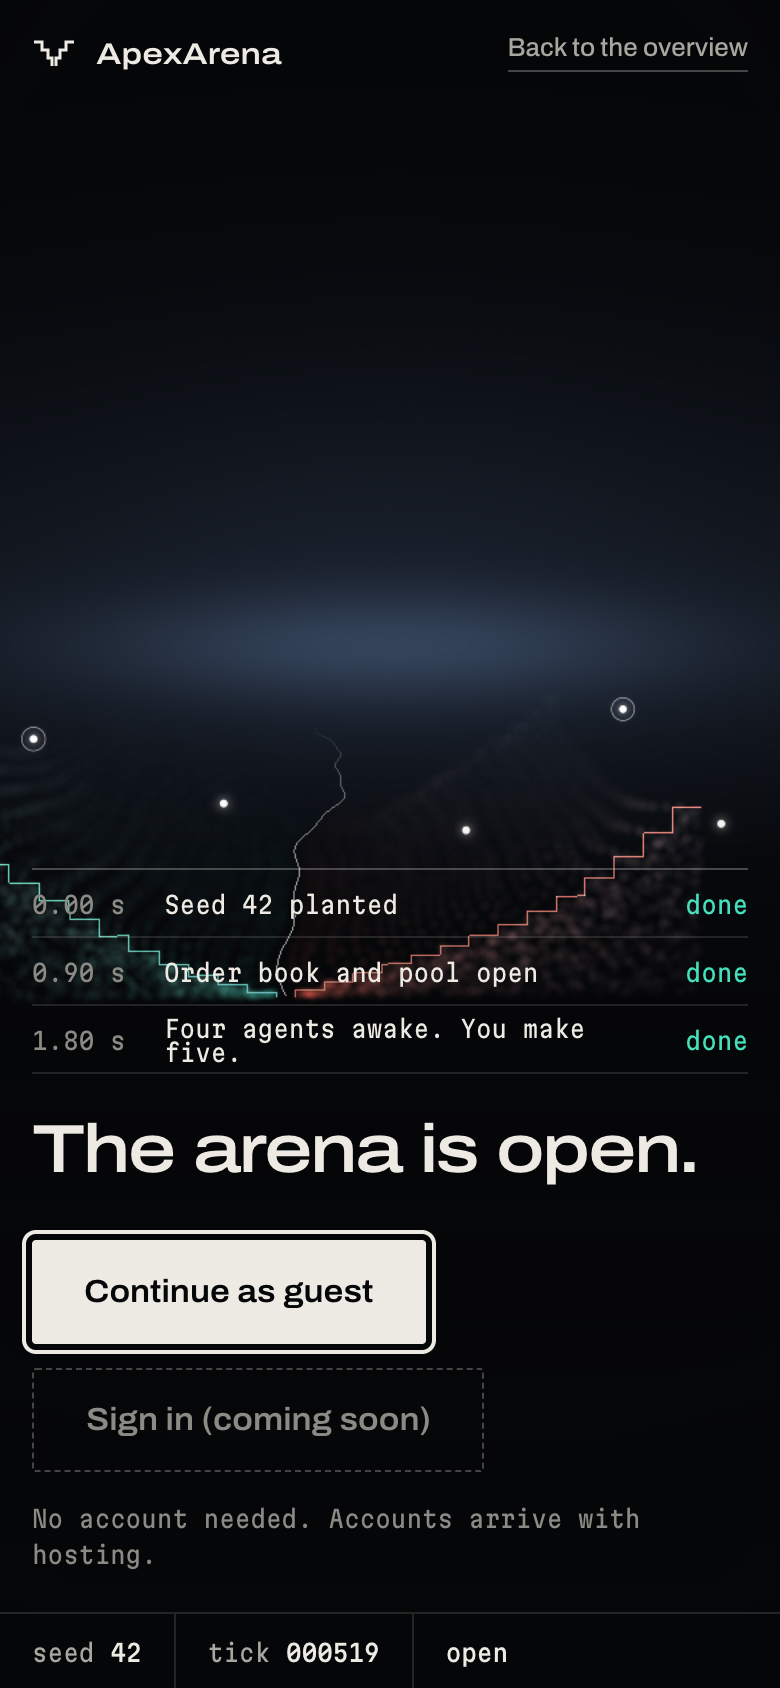 ApexArena
Back to the overview
0.00 s Seed 42 planted done
0.90 s Order book and pool open done
1.80 s Four agents awake. You make done
five.
The arena is open.
Continue as guest
Sign in (coming soon)
No account needed. Accounts arrive with
hosting.
seed 42 tick 000519 open